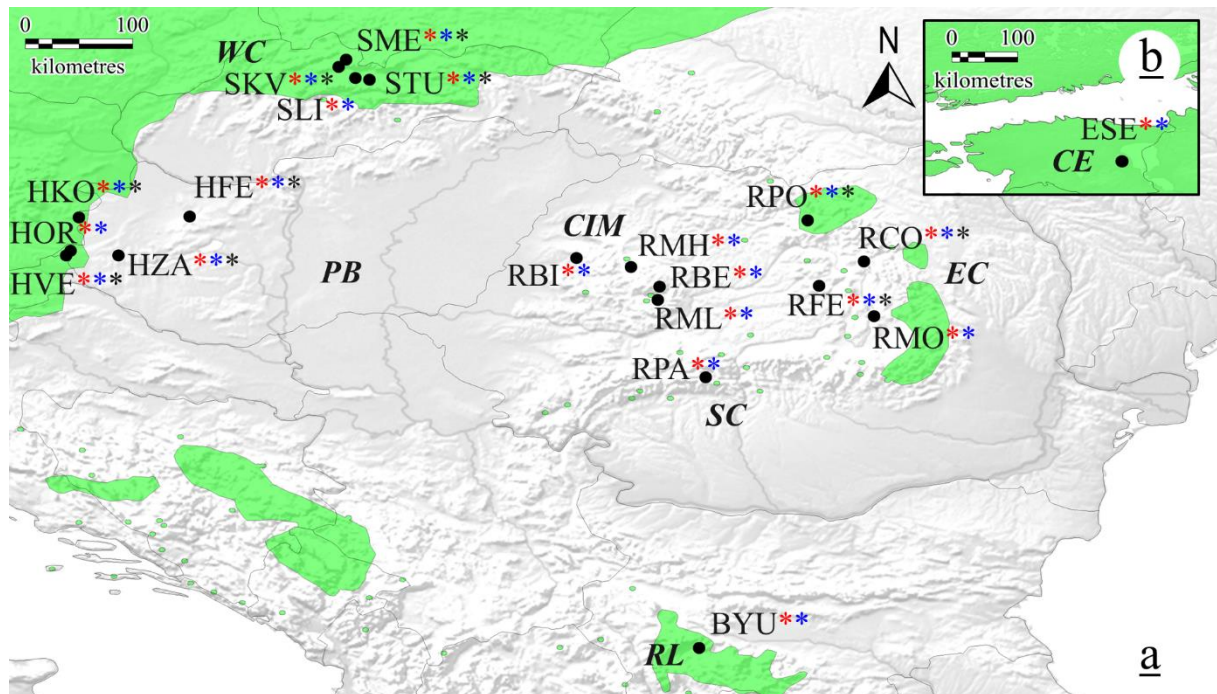 0 100
kilometres
WC
SME***
SKV***
STU***
SLI**
N
b
0 100
kilometres
ESE**
CE
HKO***
HFE***
HOR**
HZA***
HVE***
PB
CIM
RPO***
RMH**
RCO***
RBI**
RBE**
EC
RML**
RFE***
RMO**
RPA**
SC
BYU**
RL
a